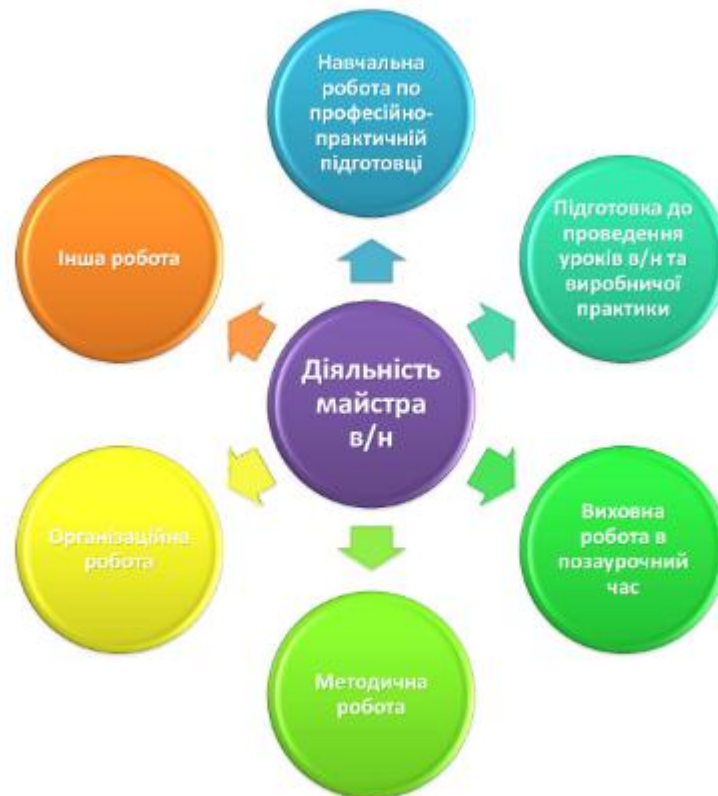 Навчальна
робота по
професійно-
практичній
підготовці
Підготовка до
проведення
уроків в/н та
виробничої
практики
Інша робота
Діяльність
майстра
в/н
Організаційна
робота
Виховна
робота в
позаурочний
час
Методична
робота